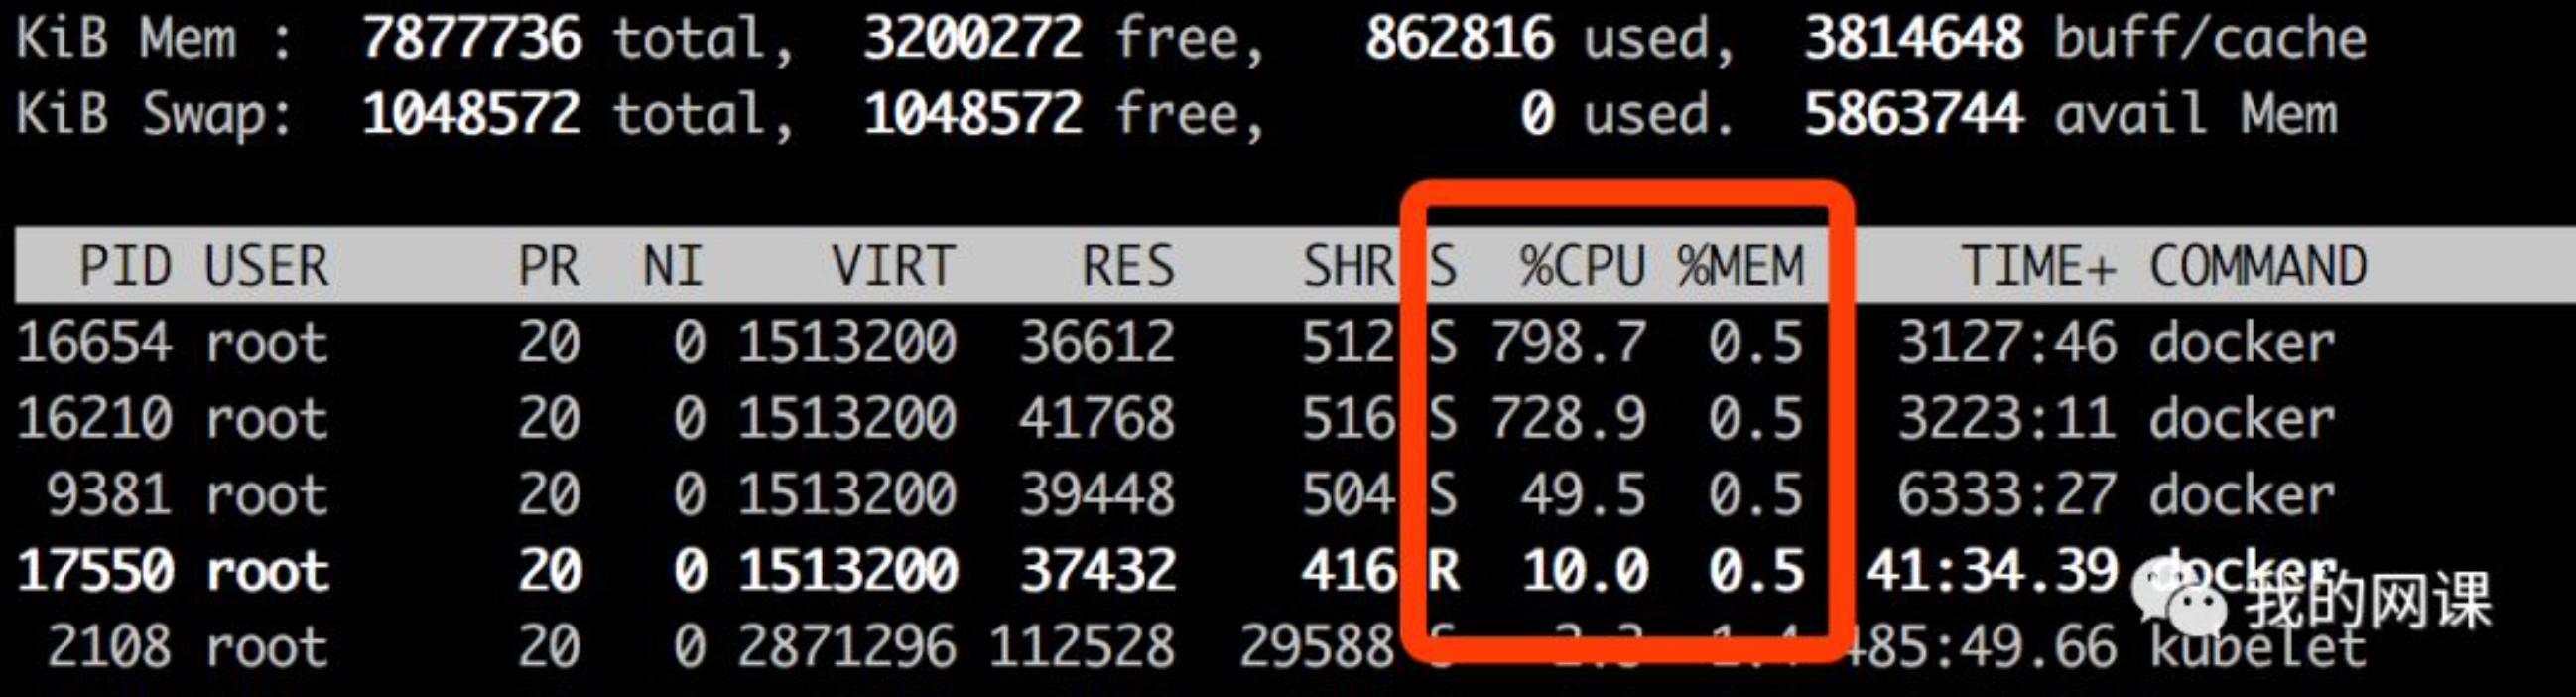 KiB Mem :  7877736 total,  3200272 free,   862816 used,  3814648 buff/cache
KiB Swap:  1048572 total,  1048572 free,        0 used.  5863744 avail Mem
PID USER PR NI VIRT RES SHR S %CPU %MEM TIME+ COMMAND
16654 root 20 0 1513200 36612 512 S 798.7 0.5 3127:46 docker
16210 root 20 0 1513200 41768 516 S 728.9 0.5 3223:11 docker
9381 root 20 0 1513200 39448 504 S 49.5 0.5 6333:27 docker
17550 root 20 0 1513200 37432 416 R 10.0 0.5 41:34.39 docker
我的网课
2108 root 20 0 2871296 112528 29588 485:49.66 kubelet